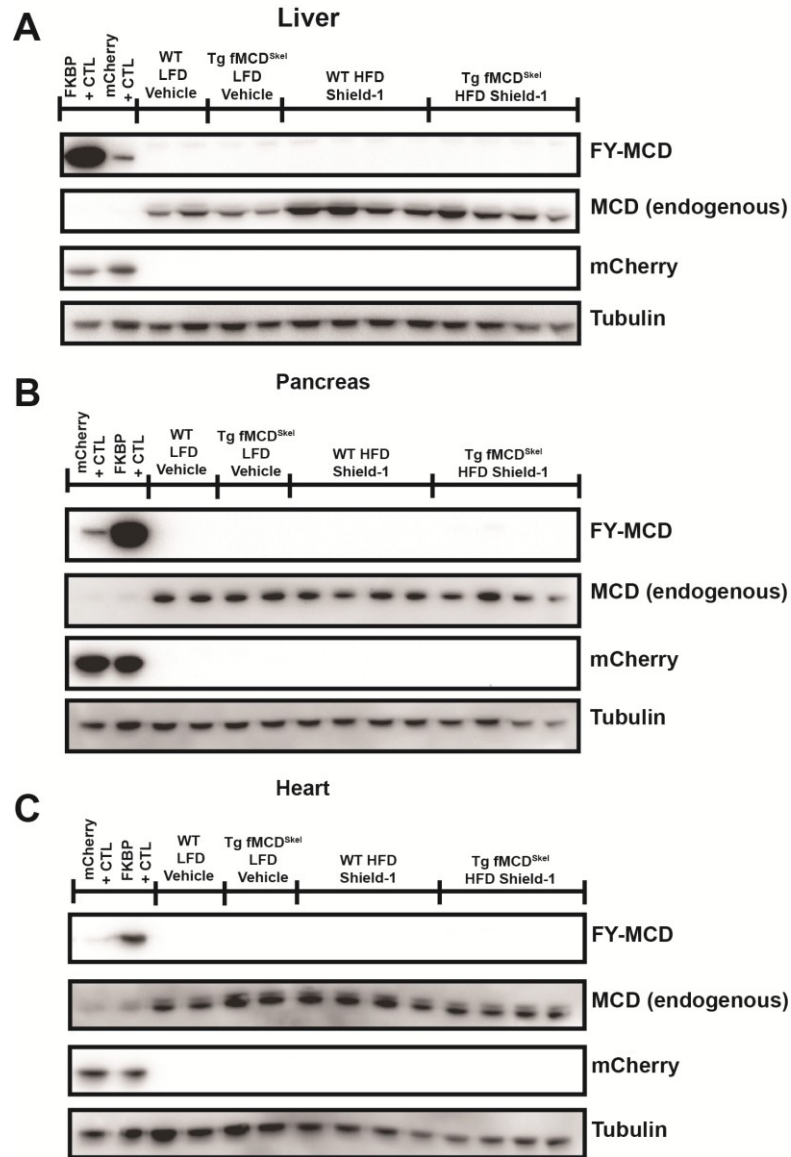 A
Liver
FKBP
+ CTL
mCherry
+ CTL
WT
LFD
Vehicle
Tg fMCDSkel
LFD
Vehicle
WT HFD
Shield-1
Tg fMCDSkel
HFD Shield-1
FY-MCD
MCD (endogenous)
mCherry
Tubulin
B
Pancreas
mCherry
+ CTL
FKBP
+ CTL
WT
LFD
Vehicle
Tg fMCDSkel
LFD
Vehicle
WT HFD
Shield-1
Tg fMCDSkel
HFD Shield-1
FY-MCD
MCD (endogenous)
mCherry
Tubulin
C
Heart
mCherry
+ CTL
FKBP
+ CTL
WT
LFD
Vehicle
Tg fMCDSkel
LFD
Vehicle
WT HFD
Shield-1
Tg fMCDSkel
HFD Shield-1
FY-MCD
MCD (endogenous)
mCherry
Tubulin